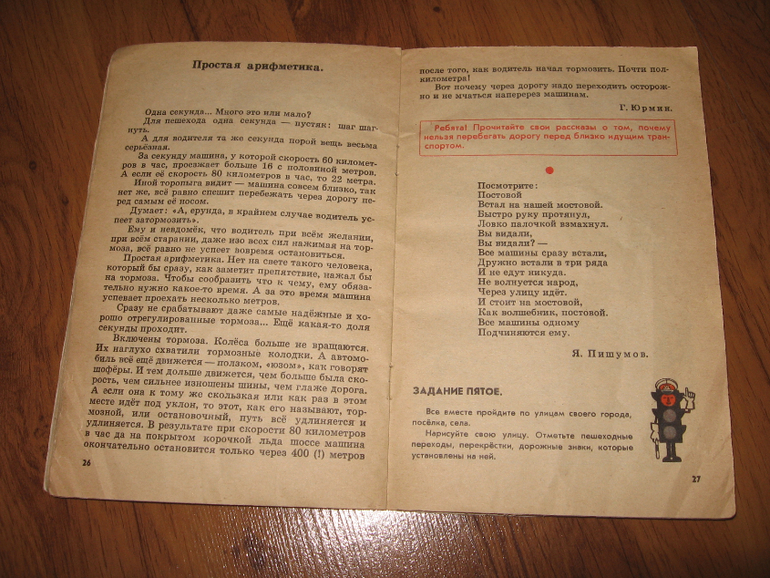 Простая арифметика.
Одна секунда... Много это или мало?
Для пешехода одна секунда — пустяк: шаг шаг-
нуть.
А для водителя та же секунда порой вещь весьма
серьёзная.
За секунду машина, у которой скорость 60 километ-
ров в час, проезжает больше 16 с половиной метров.
А если её скорость 80 километров в час, то 22 метра.
Иной торопыга видит — машина совсем близко, так
нет же, всё равно спешит перебежать через дорогу пе-
ред самым её носом.
Думает: «А, ерунда, в крайнем случае водитель ус-
пеет затормозить».
Ему и невдомёк, что водитель при всём желании,
при всём старании, даже изо всех сил нажимая на тор-
моза, всё равно не успеет вовремя остановиться.
Простая арифметика. Нет на свете такого человека,
который бы сразу, как заметит препятствие, нажал бы
на тормоза. Чтобы сообразить что к чему, ему обяза-
тельно нужно какое-то время. А за это время машина
успевает проехать несколько метров.
Сразу не срабатывают даже самые надёжные и хо-
рошо отрегулированные тормоза... Ещё какая-то доля
секунды проходит.
Включены тормоза. Колёса больше не вращаются.
Их наглухо схватили тормозные колодки. А автомо-
биль всё ещё движется — ползком, «юзом», как говорят
шофёры. И тем дольше движется, чем больше была ско-
рость, чем сильнее изношены шины, чем глаже дорога.
А если она к тому же скользкая или как раз в этом
месте идёт под уклон, то этот, как его называют, тор-
мозной, или остановочный, путь всё удлиняется и
удлиняется. В результате при скорости 80 километров
в час да на покрытом корочкой льда шоссе машина
окончательно остановится только через 400 (!) метров
26
после того, как водитель начал тормозить. Почти пол-
километра!
Вот почему через дорогу надо переходить осторож-
но и не мчаться наперерез машинам.
Г. Юрмин.
Ребята! Прочитайте свои рассказы о том, почему
нельзя перебегать дорогу перед близко идущим тран-
спортом.
Посмотрите:
Постовой
Встал на нашей мостовой.
Быстро руку протянул,
Ловко палочкой взмахнул.
Вы видали,
Вы видали? —
Все машины сразу встали,
Дружно встали в три ряда
И не едут никуда.
Не волнуется народ,
Через улицу идёт.
И стоит на мостовой,
Как волшебник, постовой.
Все машины одному
Подчиняются ему.
Я. Пишумов.
ЗАДАНИЕ ПЯТОЕ.
Все вместе пройдите по улицам своего города,
посёлка, села.
Нарисуйте свою улицу. Отметьте пешеходные
переходы, перекрёстки, дорожные знаки, которые
установлены на ней.
27